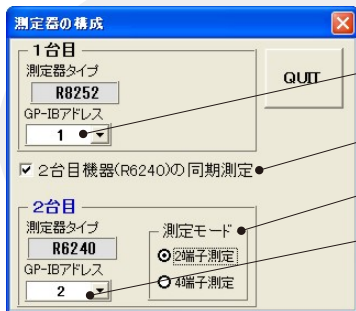 測定器の構成
1台目
測定器タイプ
R8252
QUIT
GP-IBアドレス
1
2台目機器(R6240)の同期測定
2台目
測定器タイプ
測定モード
R6240
2端子測定
GP-IBアドレス
2
4端子測定